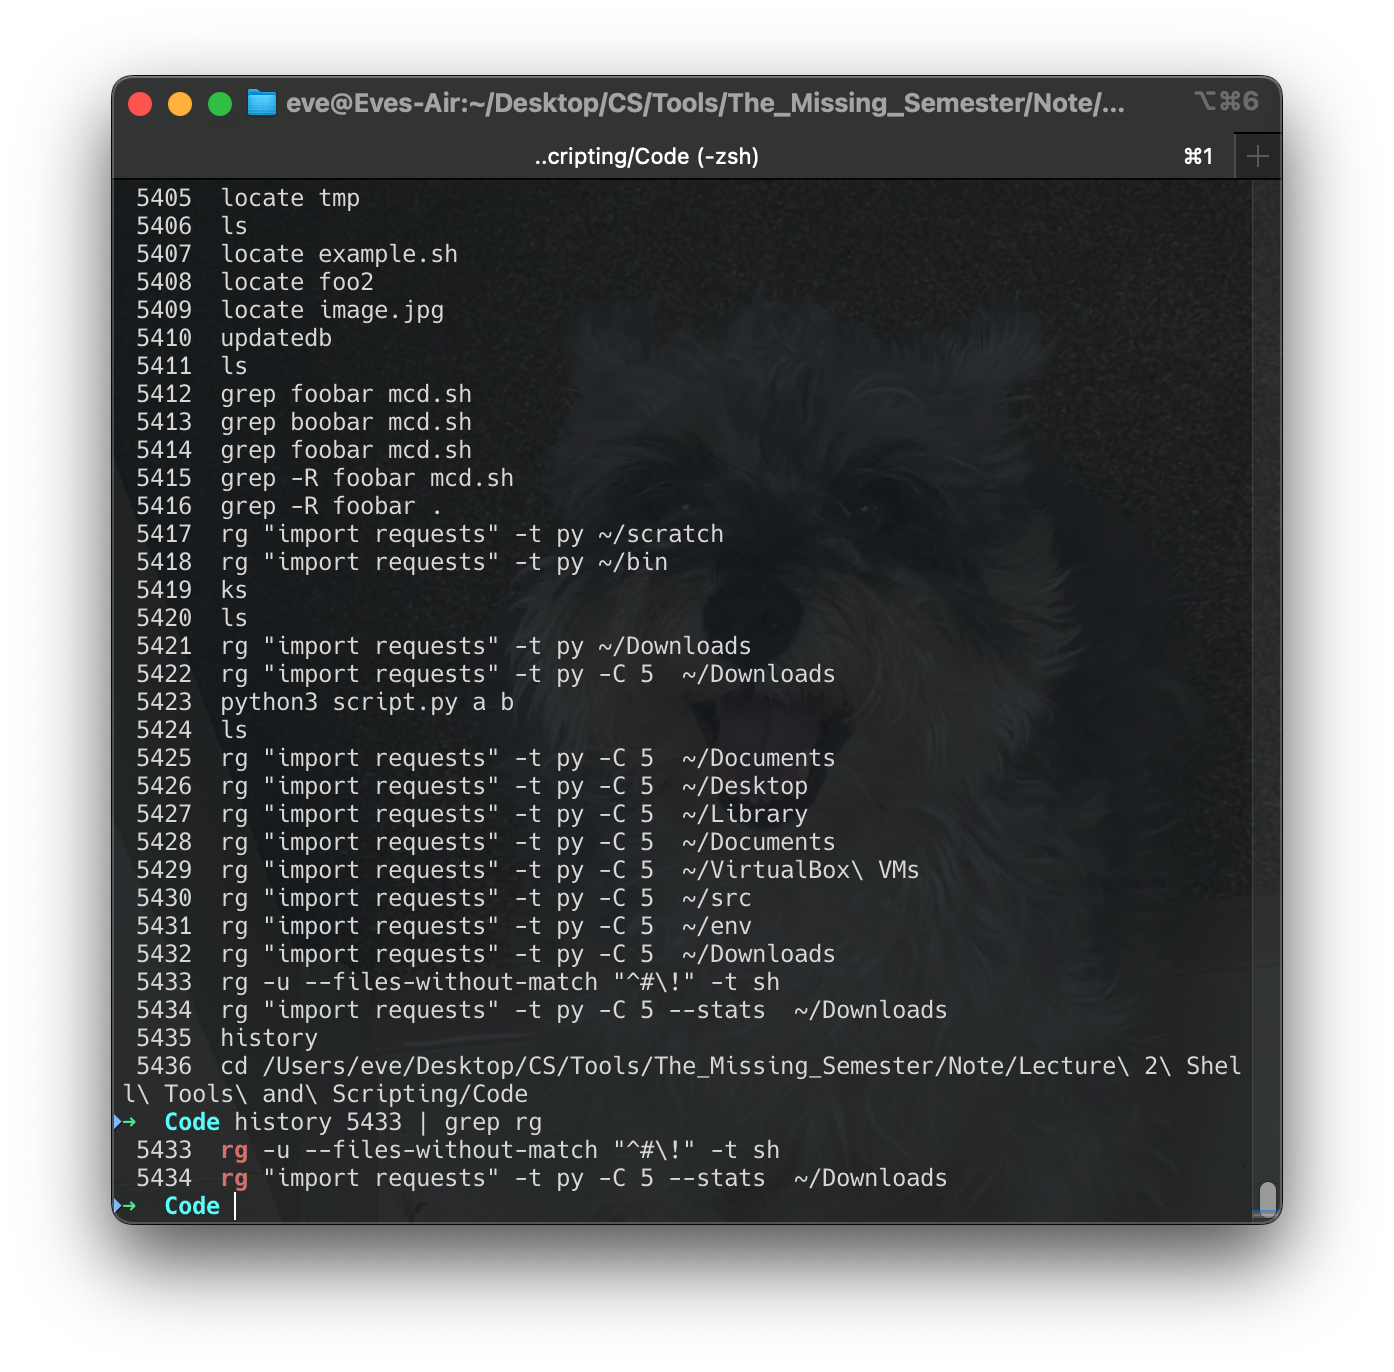 eve@Eves-Air:~/Desktop/CS/Tools/The_Missing_Semester/Note/... ⌥⌘6
..cripting/Code (-zsh) ⌘1 +
5405  locate tmp
5406  ls
5407  locate example.sh
5408  locate foo2
5409  locate image.jpg
5410  updatedb
5411  ls
5412  grep foobar mcd.sh
5413  grep boobar mcd.sh
5414  grep foobar mcd.sh
5415  grep -R foobar mcd.sh
5416  grep -R foobar .
5417  rg "import requests" -t py ~/scratch
5418  rg "import requests" -t py ~/bin
5419  ks
5420  ls
5421  rg "import requests" -t py ~/Downloads
5422  rg "import requests" -t py -C 5  ~/Downloads
5423  python3 script.py a b
5424  ls
5425  rg "import requests" -t py -C 5  ~/Documents
5426  rg "import requests" -t py -C 5  ~/Desktop
5427  rg "import requests" -t py -C 5  ~/Library
5428  rg "import requests" -t py -C 5  ~/Documents
5429  rg "import requests" -t py -C 5  ~/VirtualBox\ VMs
5430  rg "import requests" -t py -C 5  ~/src
5431  rg "import requests" -t py -C 5  ~/env
5432  rg "import requests" -t py -C 5  ~/Downloads
5433  rg -u --files-without-match "^#\!" -t sh
5434  rg "import requests" -t py -C 5 --stats  ~/Downloads
5435  history
5436  cd /Users/eve/Desktop/CS/Tools/The_Missing_Semester/Note/Lecture\ 2\ Shel
l\ Tools\ and\ Scripting/Code
→  Code history 5433 | grep rg
5433  rg -u --files-without-match "^#\!" -t sh
5434  rg "import requests" -t py -C 5 --stats  ~/Downloads
→  Code